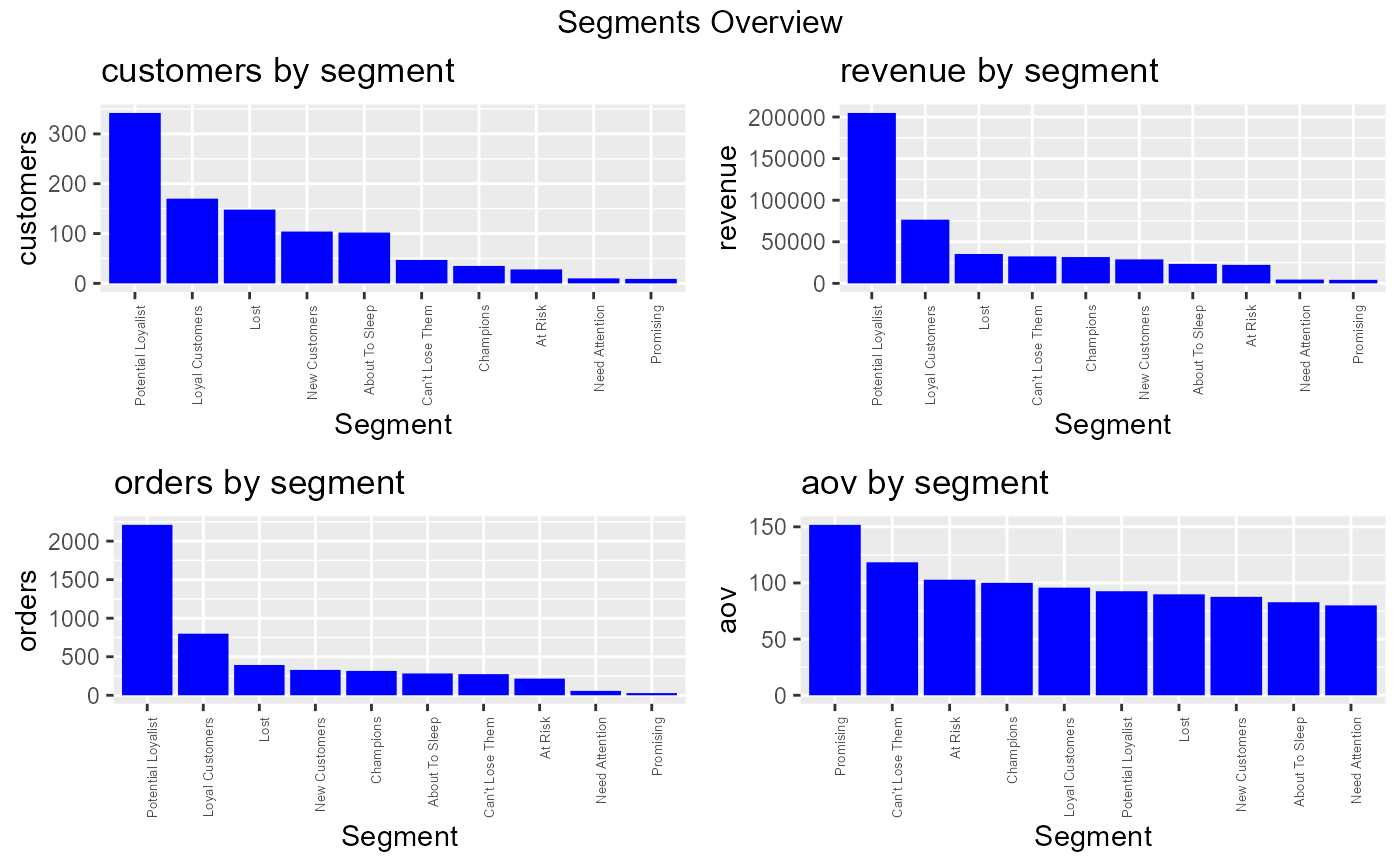 Segments Overview
customers by segment
customers
300
200
100
0
Potential Loyalist
Loyal Customers
Lost
New Customers
About To Sleep
Can't Lose Them
Champions
At Risk
Need Attention
Promising
Segment
revenue by segment
revenue
200000
150000
100000
50000
0
Potential Loyalist
Loyal Customers
Lost
Can't Lose Them
Champions
New Customers
About To Sleep
At Risk
Need Attention
Promising
Segment
orders by segment
orders
2000
1500
1000
500
0
Potential Loyalist
Loyal Customers
Lost
New Customers
Champions
About To Sleep
Can't Lose Them
At Risk
Need Attention
Promising
Segment
aov by segment
aov
150
100
50
0
Promising
Can't Lose Them
At Risk
Champions
Loyal Customers
Potential Loyalist
Lost
New Customers
About To Sleep
Need Attention
Segment